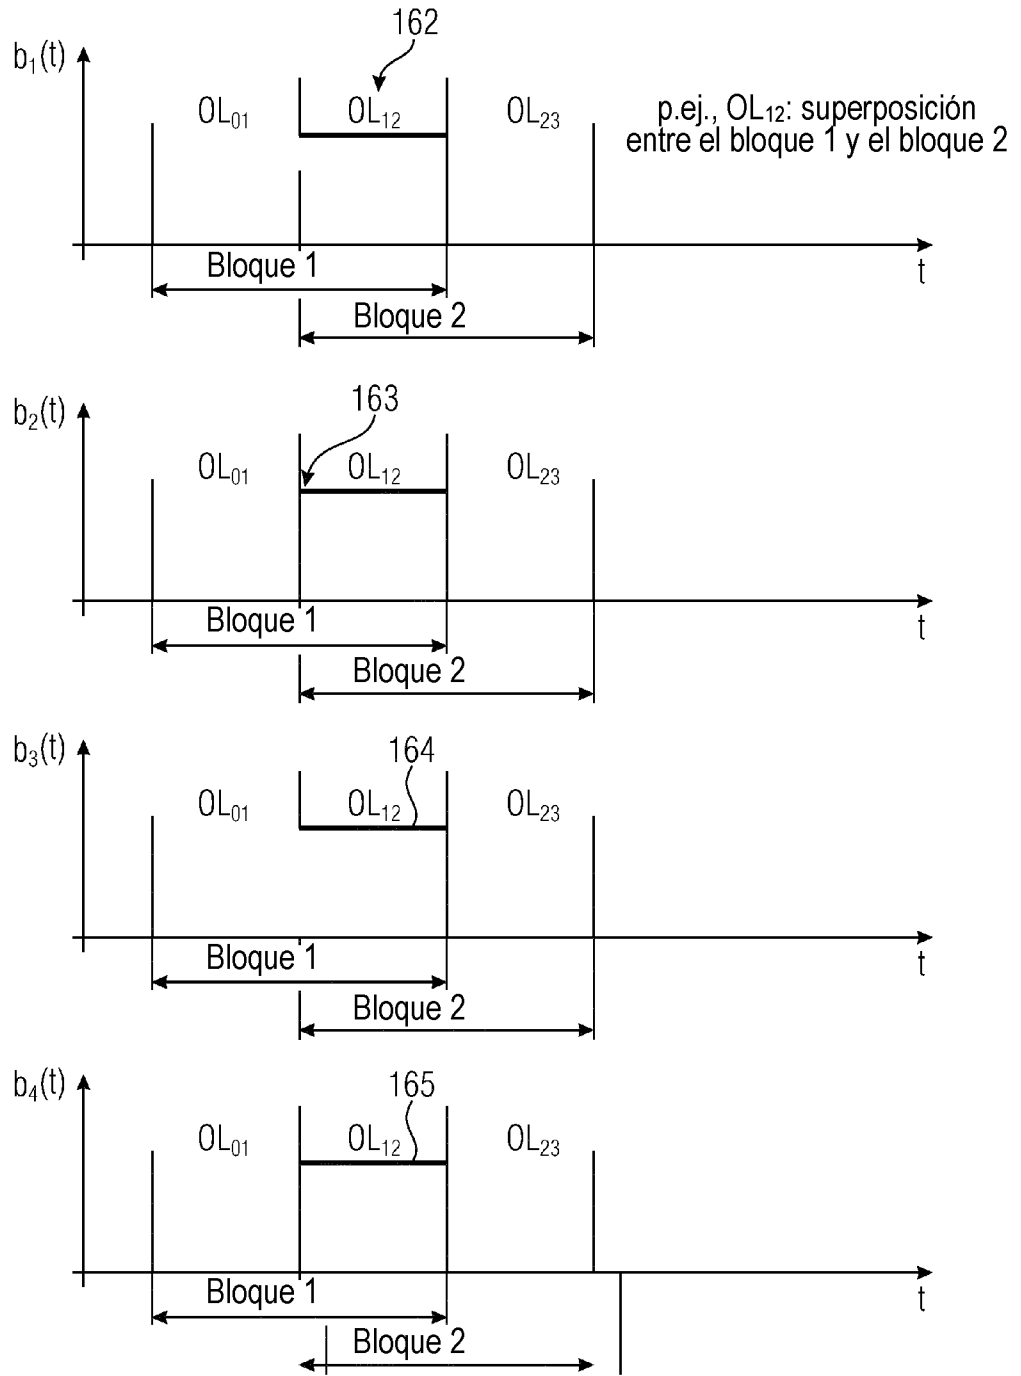 162
b₁(t)
OL₀₁ OL₁₂ OL₂₃
p.ej., OL₁₂: superposición
entre el bloque 1 y el bloque 2
t
Bloque 1
Bloque 2
163
b₂(t)
OL₀₁ OL₁₂ OL₂₃
t
Bloque 1
Bloque 2
164
b₃(t)
OL₀₁ OL₁₂ OL₂₃
t
Bloque 1
Bloque 2
165
b₄(t)
OL₀₁ OL₁₂ OL₂₃
t
Bloque 1
Bloque 2